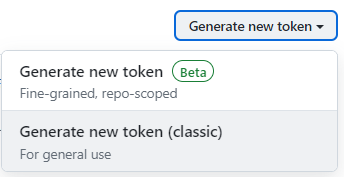 Generate new token
Generate new token Beta
Fine-grained, repo-scoped
Generate new token (classic)
For general use